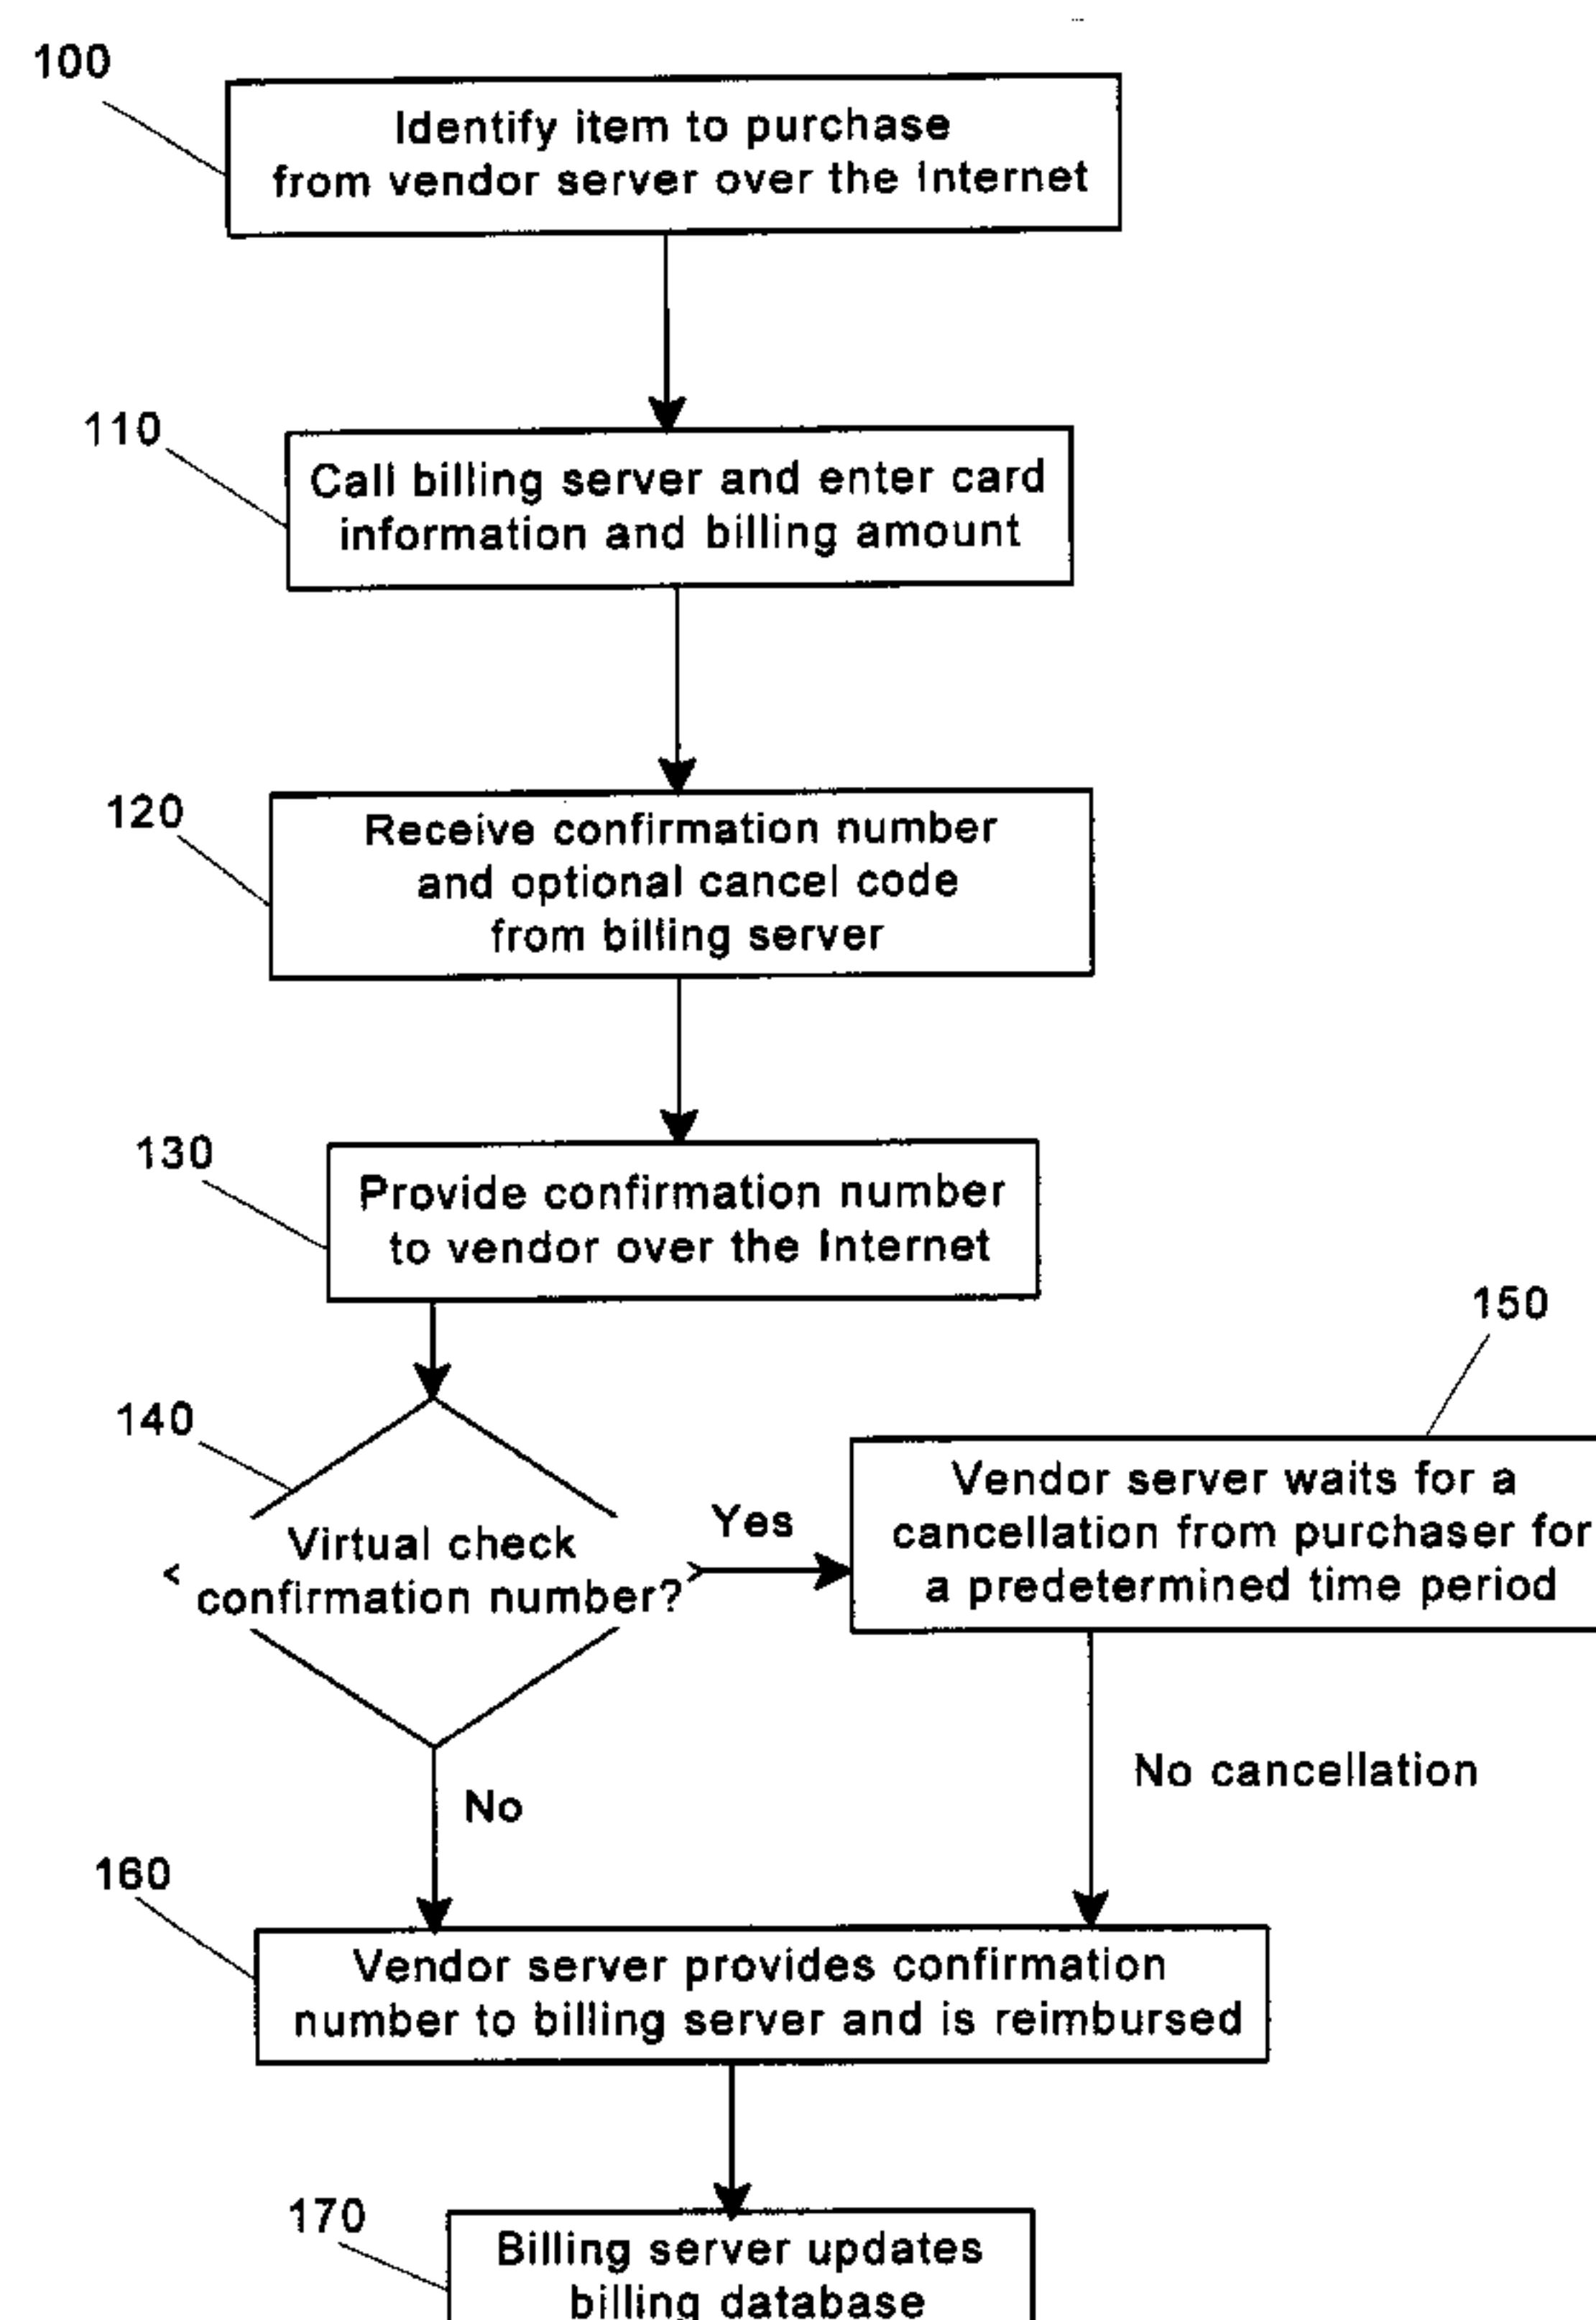 100
Identify item to purchase
from vendor server over the Internet
110
Call billing server and enter card
information and billing amount
120
Receive confirmation number
and optional cancel code
from billing server
130
Provide confirmation number
to vendor over the Internet
140
Virtual check
confirmation number?
Yes
150
Vendor server waits for a
cancellation from purchaser for
a predetermined time period
No
No cancellation
160
Vendor server provides confirmation
number to billing server and is reimbursed
170
Billing server updates
billing database